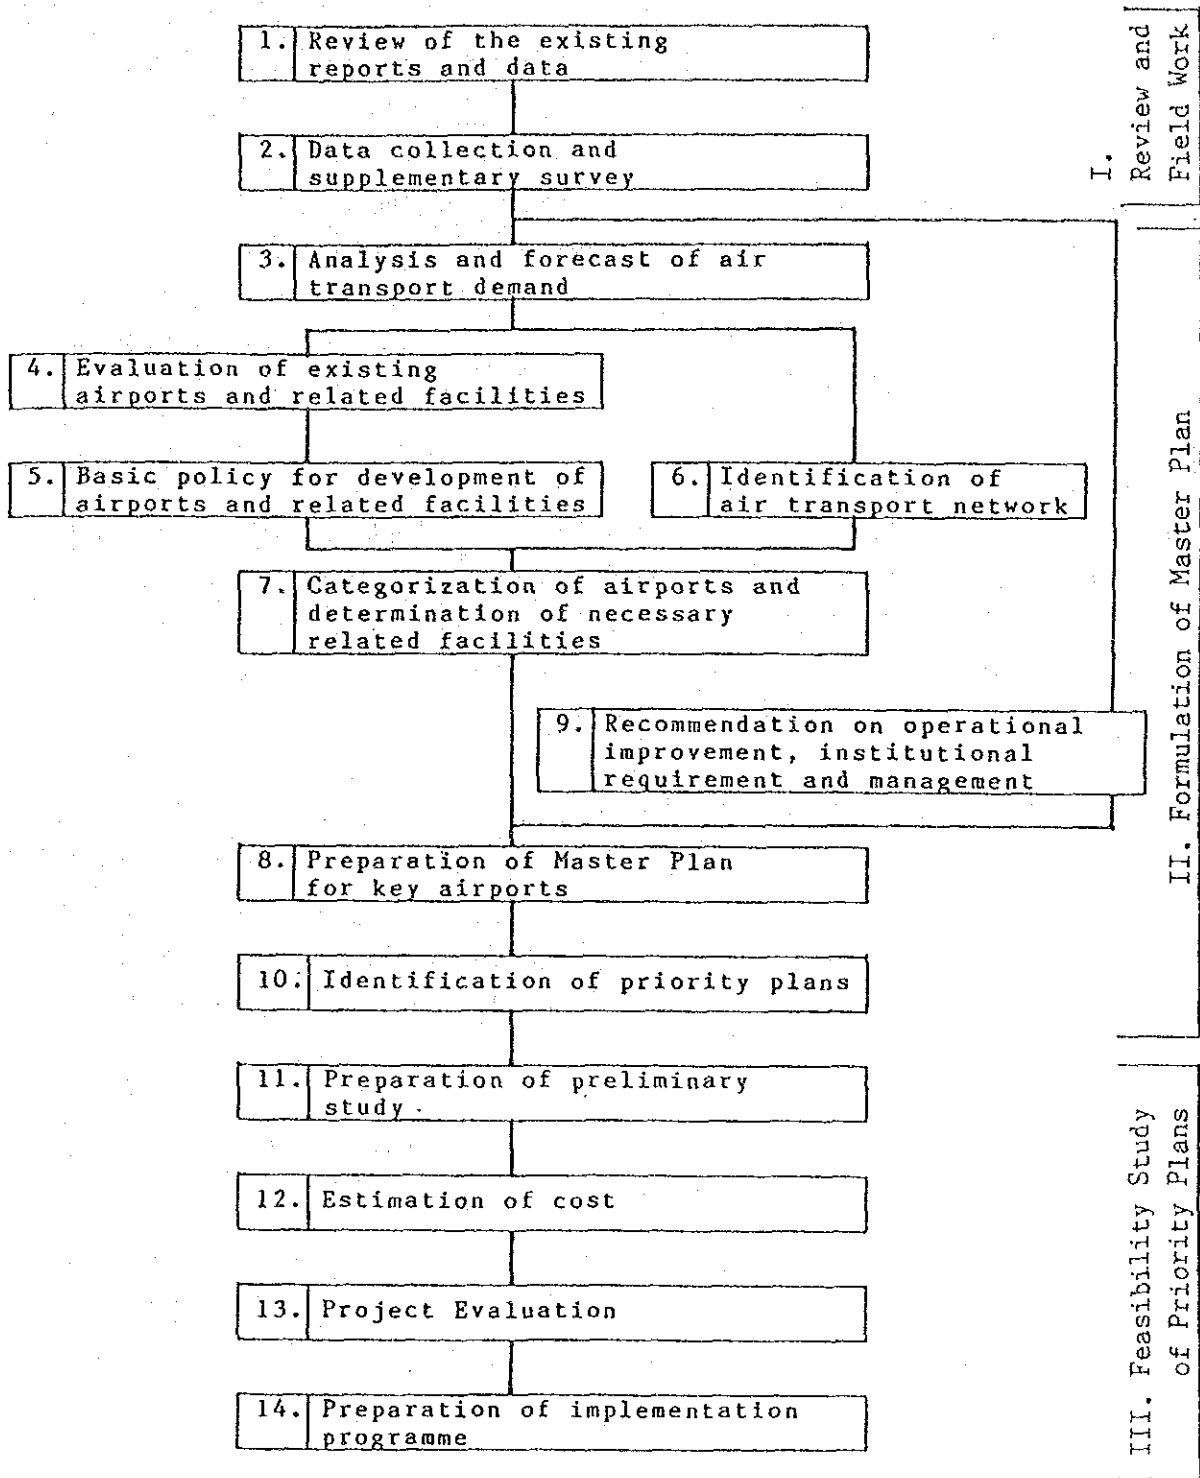 1. Review of the existing
reports and data
2. Data collection and
supplementary survey
3. Analysis and forecast of air
transport demand
4. Evaluation of existing
airports and related facilities
5. Basic policy for development of
airports and related facilities
6. Identification of
air transport network
7. Categorization of airports and
determination of necessary
related facilities
9. Recommendation on operational
improvement, institutional
requirement and management
8. Preparation of Master Plan
for key airports
10. Identification of priority plans
11. Preparation of preliminary
study
12. Estimation of cost
13. Project Evaluation
14. Preparation of implementation
programme
I.
Review and
Field Work
II. Formulation of Master Plan
III. Feasibility Study
of Priority Plans